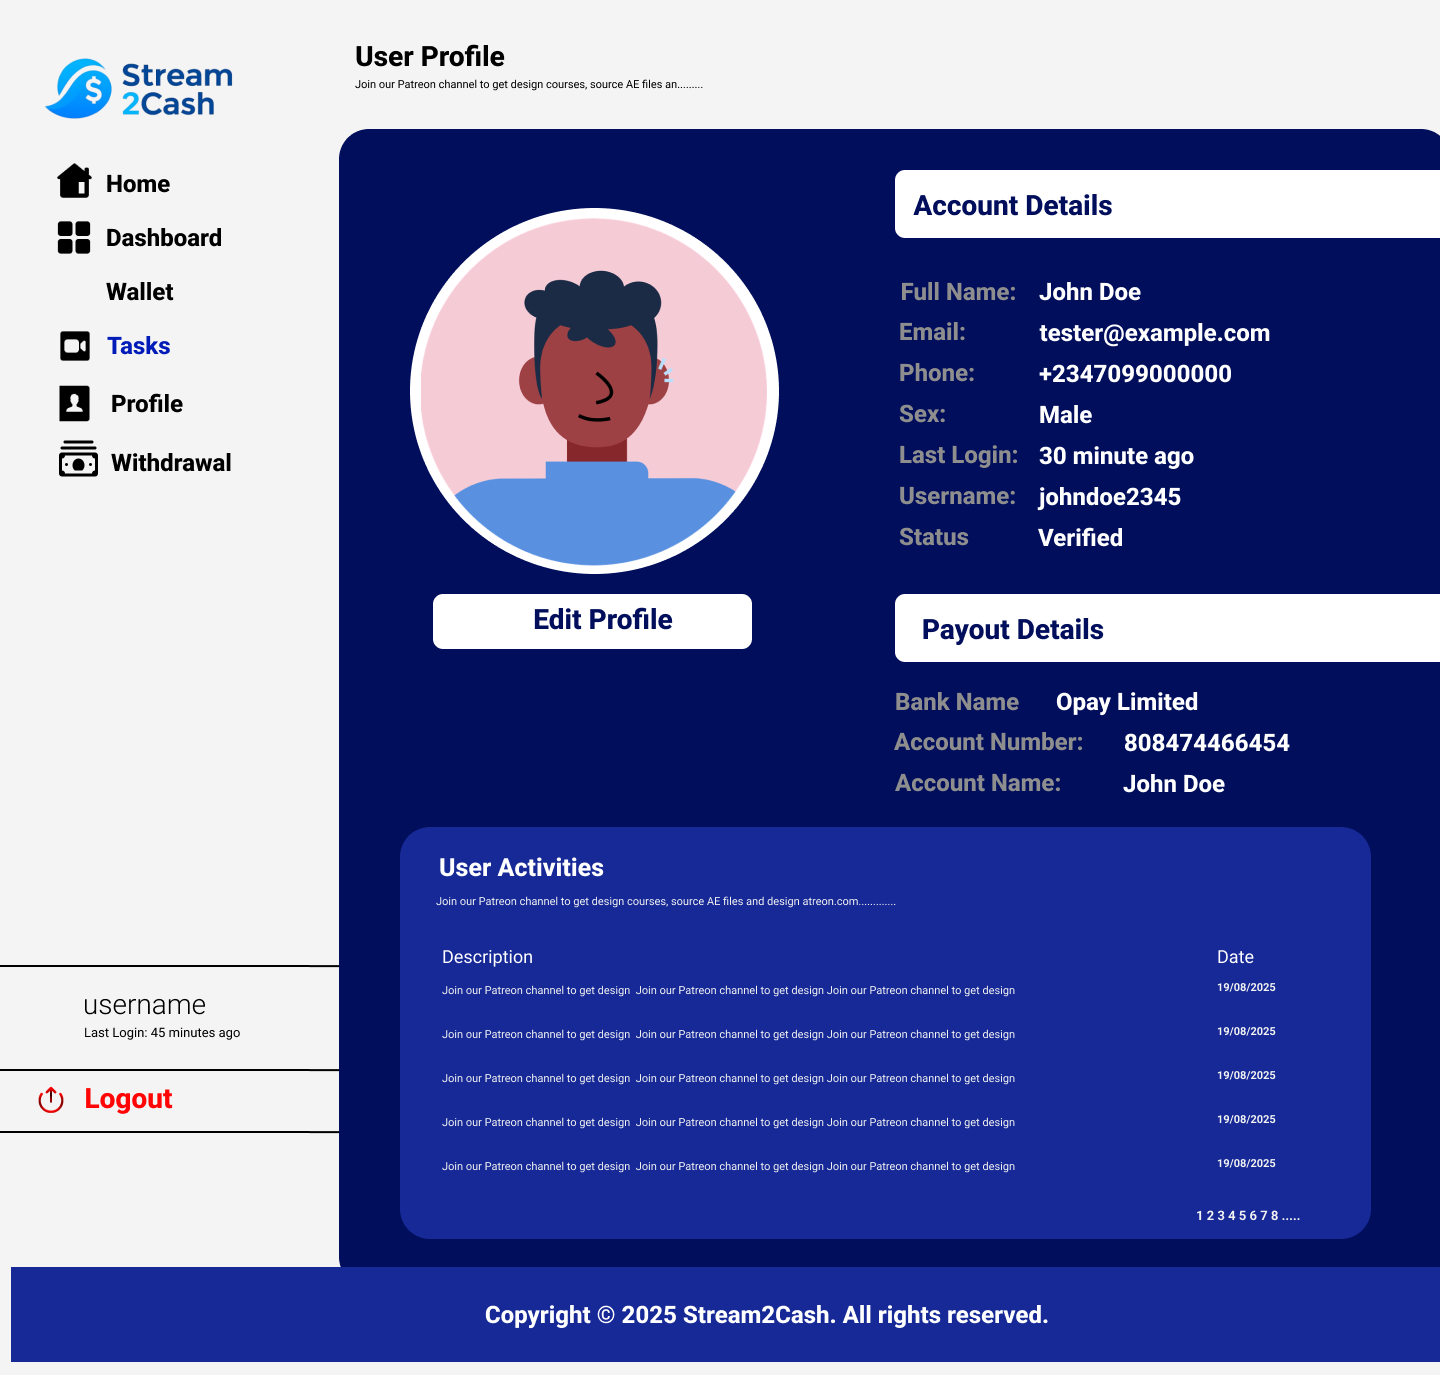 Stream
2Cash
Home
Dashboard
Wallet
Tasks
Profile
Withdrawal
username
Last Login: 45 minutes ago
Logout
User Profile
Join our Patreon channel to get design courses, source AE files an.........
Edit Profile
Account Details
Full Name: John Doe
Email: tester@example.com
Phone: +2347099000000
Sex: Male
Last Login: 30 minute ago
Username: johndoe2345
Status Verified
Payout Details
Bank Name Opay Limited
Account Number: 808474466454
Account Name: John Doe
User Activities
Join our Patreon channel to get design courses, source AE files and design atreon.com.............
Description Date
Join our Patreon channel to get design  Join our Patreon channel to get design Join our Patreon channel to get design 19/08/2025
Join our Patreon channel to get design  Join our Patreon channel to get design Join our Patreon channel to get design 19/08/2025
Join our Patreon channel to get design  Join our Patreon channel to get design Join our Patreon channel to get design 19/08/2025
Join our Patreon channel to get design  Join our Patreon channel to get design Join our Patreon channel to get design 19/08/2025
Join our Patreon channel to get design  Join our Patreon channel to get design Join our Patreon channel to get design 19/08/2025
1 2 3 4 5 6 7 8 .....
Copyright © 2025 Stream2Cash. All rights reserved.